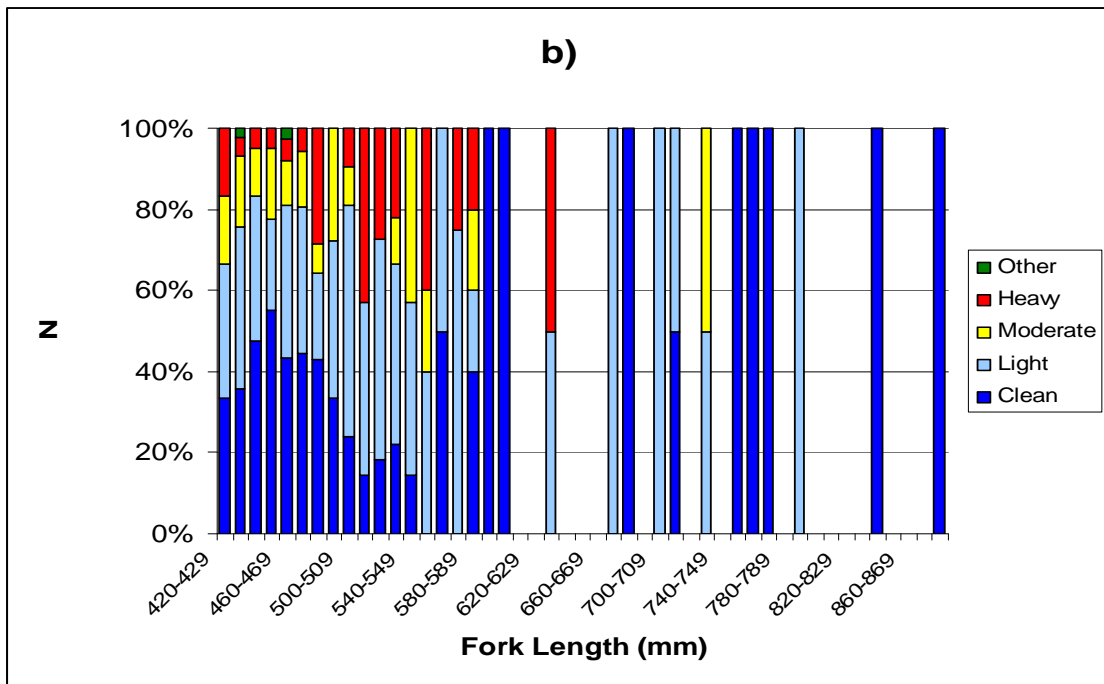 b)
100%
80%
60%
40%
20%
0%
N
420-429
460-469
500-509
540-549
580-589
620-629
660-669
700-709
740-749
780-789
820-829
860-869
Fork Length (mm)
Other
Heavy
Moderate
Light
Clean